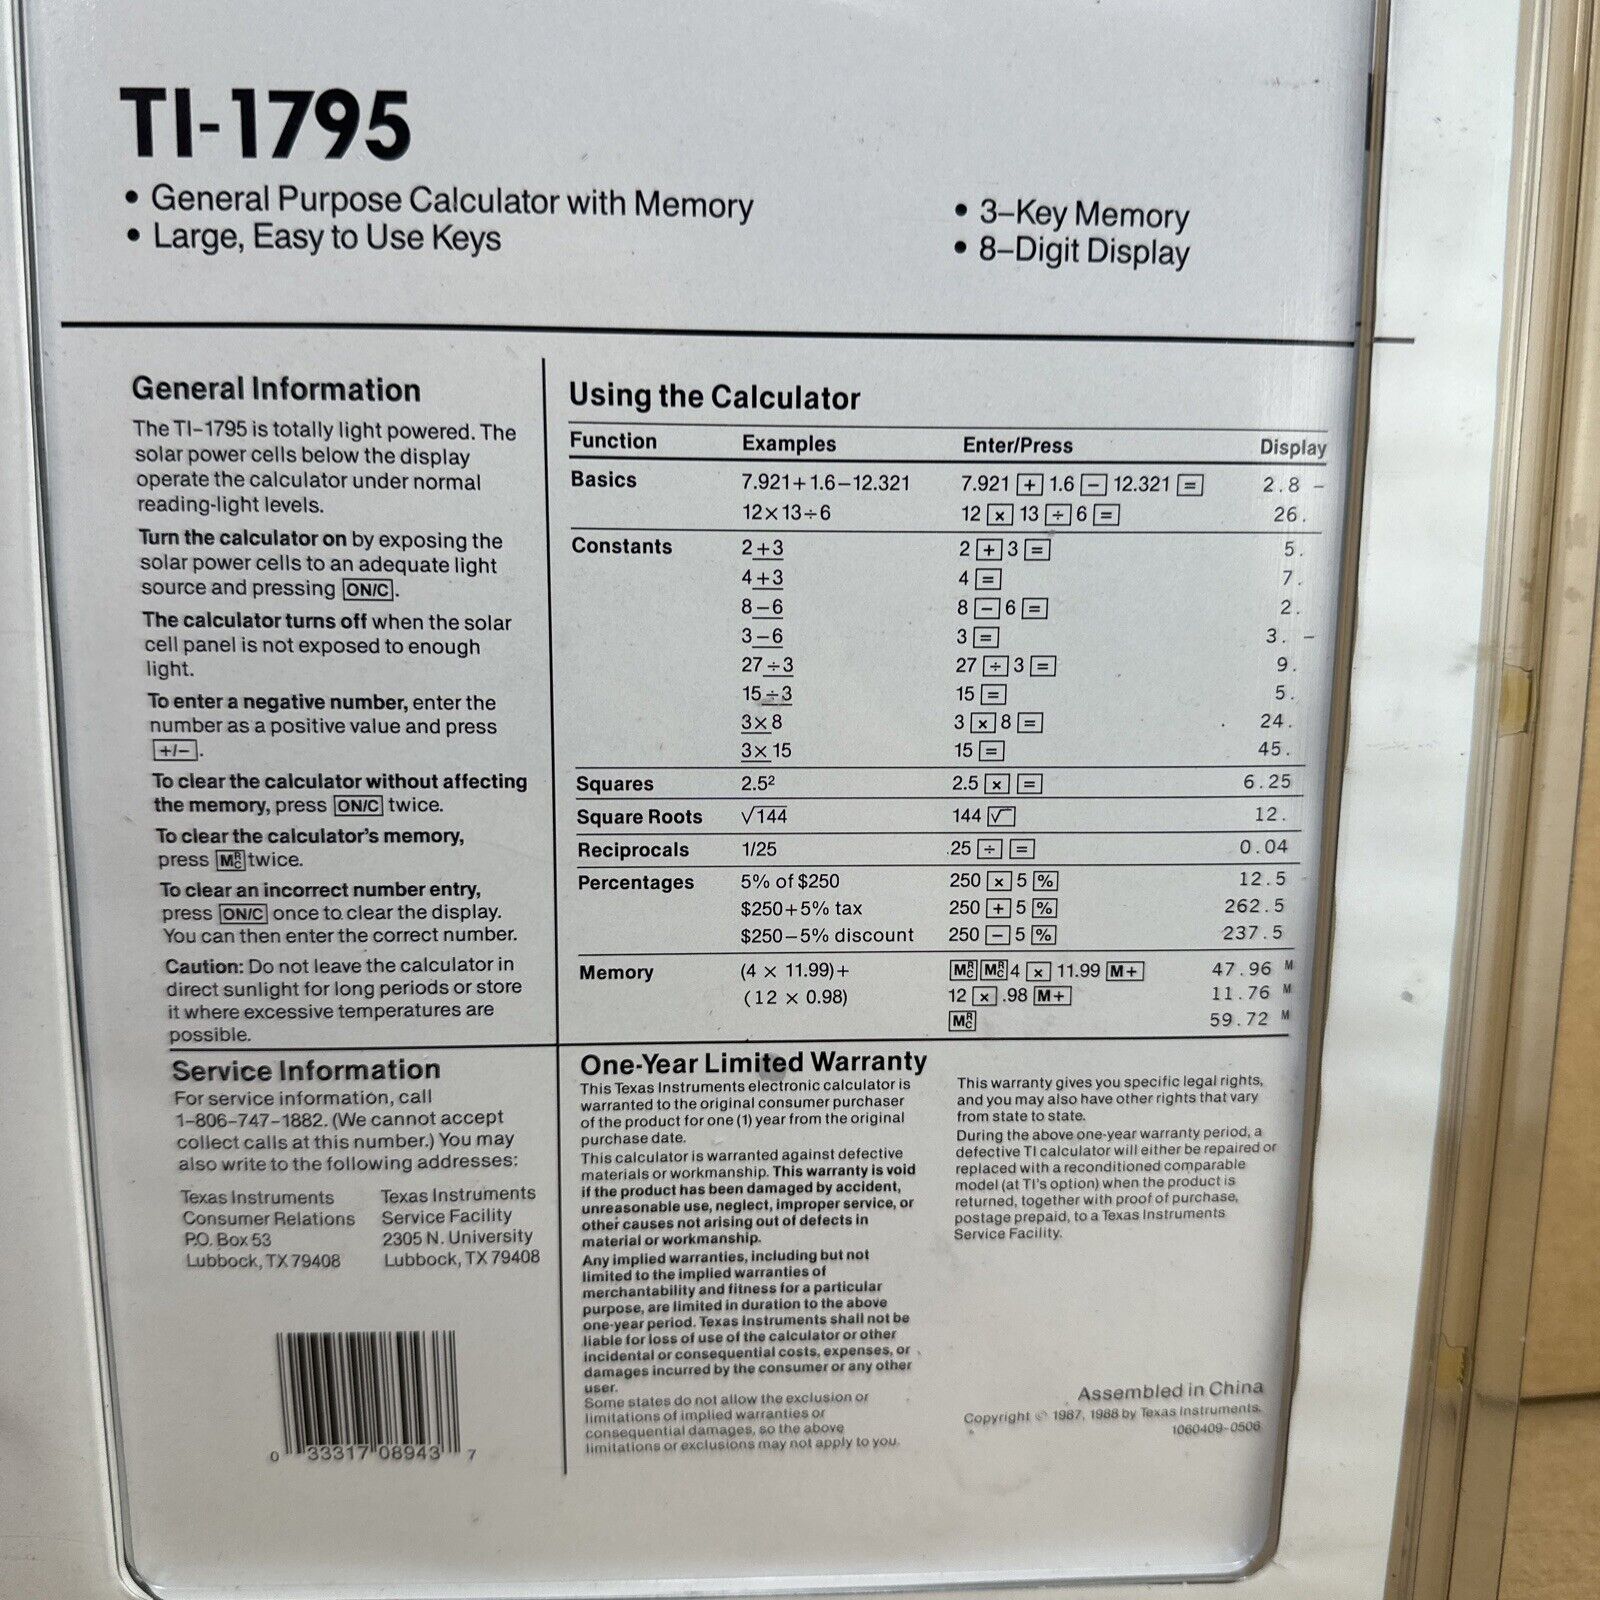 TI-1795
• General Purpose Calculator with Memory
• Large, Easy to Use Keys
• 3-Key Memory
• 8-Digit Display
General Information
The TI-1795 is totally light powered. The
solar power cells below the display
operate the calculator under normal
reading-light levels.
Turn the calculator on by exposing the
solar power cells to an adequate light
source and pressing ON/C.
The calculator turns off when the solar
cell panel is not exposed to enough
light.
To enter a negative number, enter the
number as a positive value and press
+/−.
To clear the calculator without affecting
the memory, press ON/C twice.
To clear the calculator's memory,
press MRC twice.
To clear an incorrect number entry,
press ON/C once to clear the display.
You can then enter the correct number.
Caution: Do not leave the calculator in
direct sunlight for long periods or store
it where excessive temperatures are
possible.
Using the Calculator
Function Examples Enter/Press Display
Basics 7.921+1.6−12.321 7.921 + 1.6 − 12.321 = 2.8 −
12×13÷6 12 × 13 ÷ 6 = 26.
Constants 2+3 2 + 3 = 5.
4+3 4 = 7.
8−6 8 − 6 = 2.
3−6 3 = 3. −
27÷3 27 ÷ 3 = 9.
15÷3 15 = 5.
3×8 3 × 8 = 24.
3×15 15 = 45.
Squares 2.5² 2.5 × = 6.25
Square Roots √144 144 √ 12.
Reciprocals 1/25 25 ÷ = 0.04
Percentages 5% of $250 250 × 5 % 12.5
$250+5% tax 250 + 5 % 262.5
$250−5% discount 250 − 5 % 237.5
Memory (4 × 11.99)+ MRC MRC 4 × 11.99 M+ 47.96 M
(12 × 0.98) 12 × .98 M+ 11.76 M
MRC 59.72 M
Service Information
For service information, call
1-806-747-1882. (We cannot accept
collect calls at this number.) You may
also write to the following addresses:
Texas Instruments
Consumer Relations
P.O. Box 53
Lubbock, TX 79408
Texas Instruments
Service Facility
2305 N. University
Lubbock, TX 79408
0 33317 08943 7
One-Year Limited Warranty
This Texas Instruments electronic calculator is
warranted to the original consumer purchaser
of the product for one (1) year from the original
purchase date.
This calculator is warranted against defective
materials or workmanship. This warranty is void
if the product has been damaged by accident,
unreasonable use, neglect, improper service, or
other causes not arising out of defects in
material or workmanship.
Any implied warranties, including but not
limited to the implied warranties of
merchantability and fitness for a particular
purpose, are limited in duration to the above
one-year period. Texas Instruments shall not be
liable for loss of use of the calculator or other
incidental or consequential costs, expenses, or
damages incurred by the consumer or any other
user.
Some states do not allow the exclusion or
limitations of implied warranties or
consequential damages, so the above
limitations or exclusions may not apply to you.
This warranty gives you specific legal rights,
and you may also have other rights that vary
from state to state.
During the above one-year warranty period, a
defective TI calculator will either be repaired or
replaced with a reconditioned comparable
model (at TI's option) when the product is
returned, together with proof of purchase,
postage prepaid, to a Texas Instruments
Service Facility.
Assembled in China
Copyright © 1987, 1988 by Texas Instruments.
1060409-0506